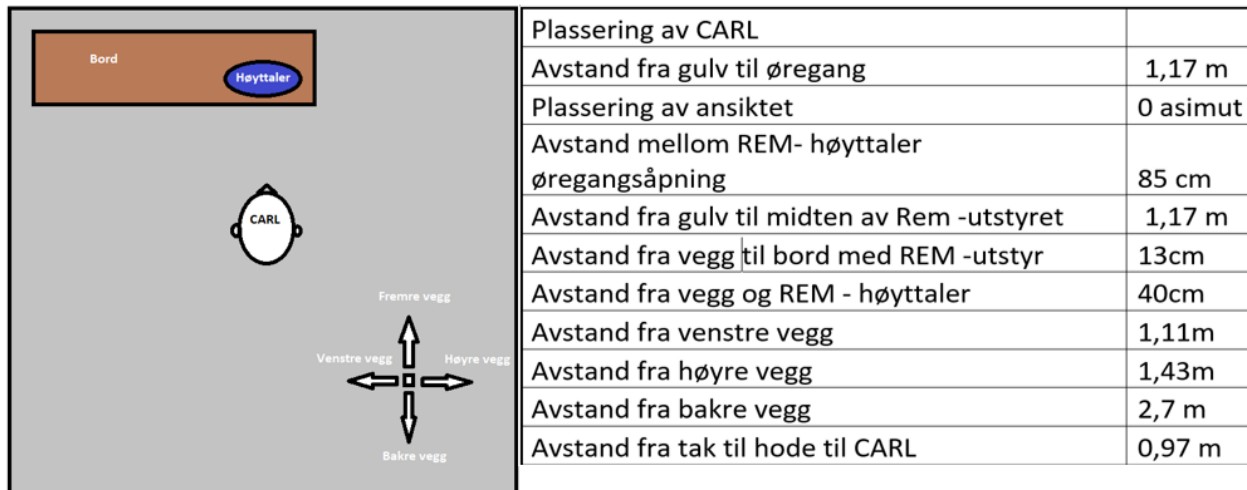 Bord
Høyttaler
CARL
Fremre vegg
Venstre vegg
Høyre vegg
Bakre vegg
Plassering av CARL
Avstand fra gulv til øregang 1,17 m
Plassering av ansiktet 0 asimut
Avstand mellom REM- høyttaler
øregangsåpning 85 cm
Avstand fra gulv til midten av Rem -utstyret 1,17 m
Avstand fra vegg til bord med REM -utstyr 13cm
Avstand fra vegg og REM - høyttaler 40cm
Avstand fra venstre vegg 1,11m
Avstand fra høyre vegg 1,43m
Avstand fra bakre vegg 2,7 m
Avstand fra tak til hode til CARL 0,97 m